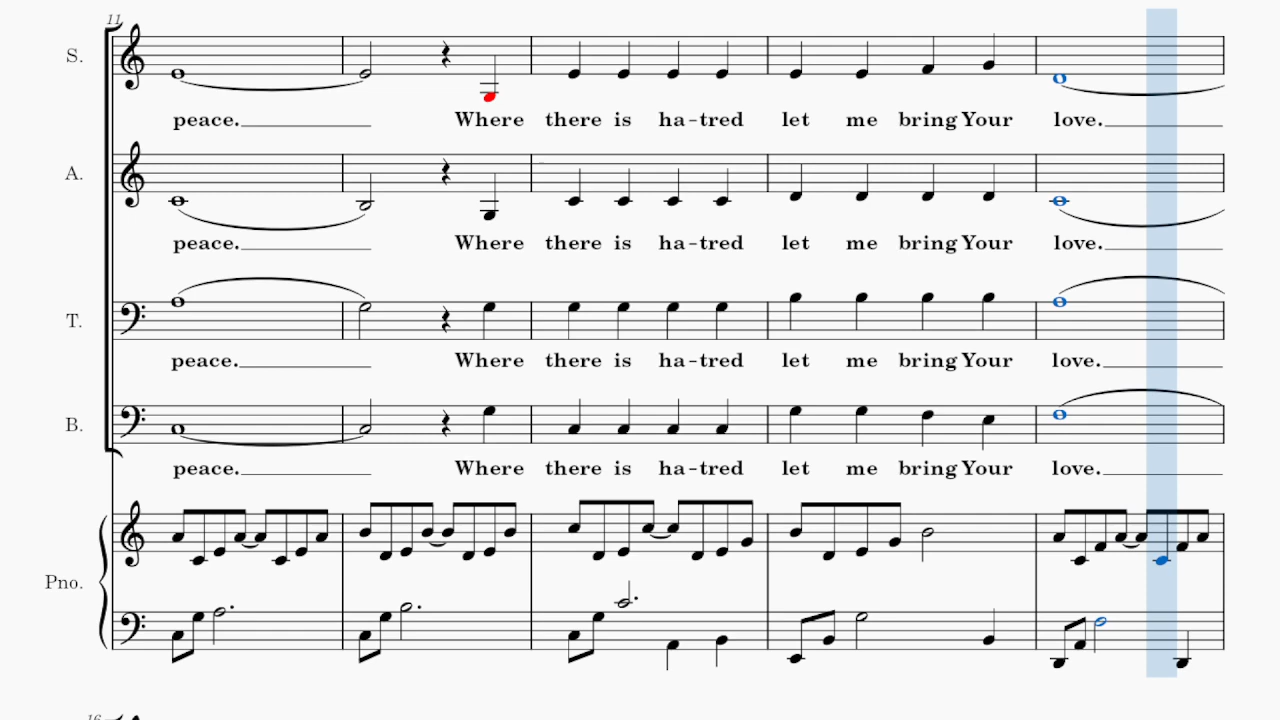 11
S.
peace. Where there is ha-tred let me bring Your love.
A.
peace. Where there is ha-tred let me bring Your love.
T.
peace. Where there is ha-tred let me bring Your love.
B.
peace. Where there is ha-tred let me bring Your love.
Pno.
16